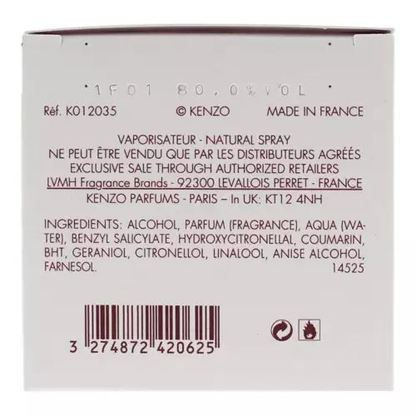 1F01 80.0%VOL
Réf. K012035 © KENZO MADE IN FRANCE
VAPORISATEUR - NATURAL SPRAY
NE PEUT ÊTRE VENDU QUE PAR LES DISTRIBUTEURS AGRÉÉS
EXCLUSIVE SALE THROUGH AUTHORIZED RETAILERS
LVMH Fragrance Brands - 92300 LEVALLOIS PERRET - FRANCE
KENZO PARFUMS - PARIS – In UK: KT12 4NH
INGREDIENTS: ALCOHOL, PARFUM (FRAGRANCE), AQUA (WA-
TER), BENZYL SALICYLATE, HYDROXYCITRONELLAL, COUMARIN,
BHT, GERANIOL, CITRONELLOL, LINALOOL, ANISE ALCOHOL,
FARNESOL. 14525
3 274872 420625